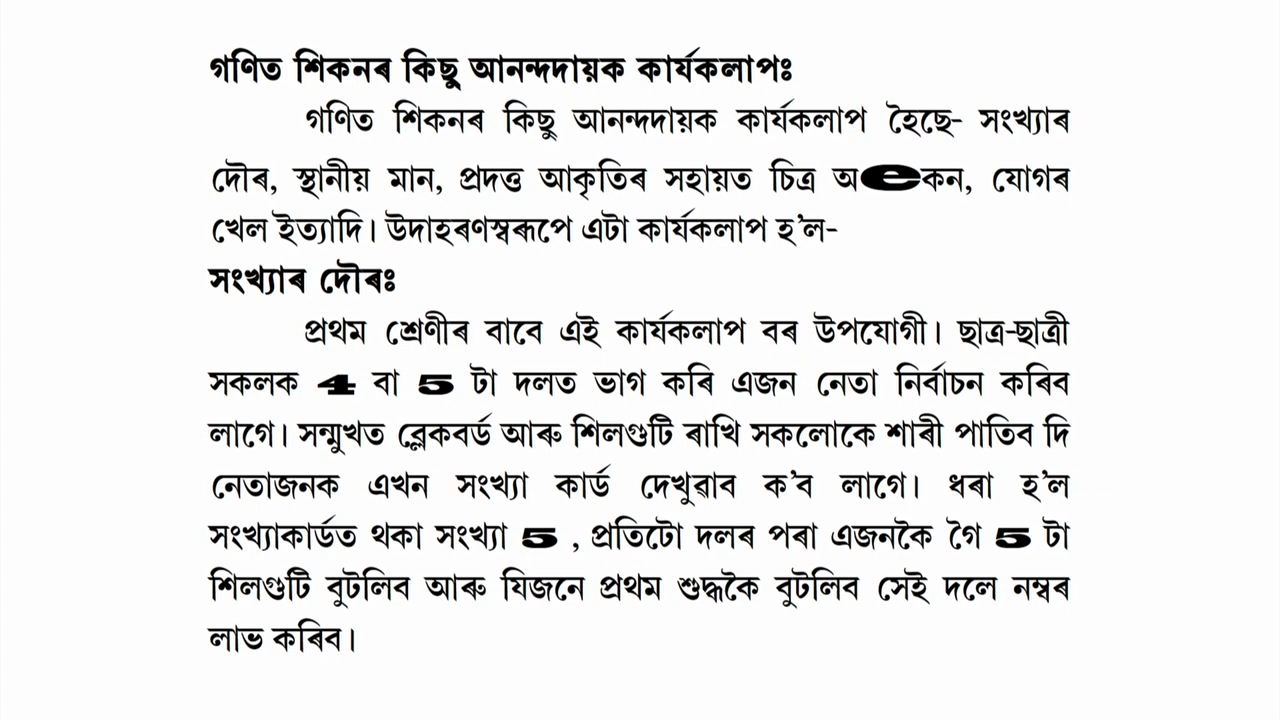 গণিত শিকনৰ কিছু আনন্দদায়ক কাৰ্যকলাপঃ
গণিত শিকনৰ কিছু আনন্দদায়ক কাৰ্যকলাপ হৈছে- সংখ্যাৰ
দৌৰ, স্থানীয় মান, প্ৰদত্ত আকৃতিৰ সহায়ত চিত্ৰ অeকন, যোগৰ
খেল ইত্যাদি। উদাহৰণস্বৰূপে এটা কাৰ্যকলাপ হ’ল-
সংখ্যাৰ দৌৰঃ
প্ৰথম শ্ৰেণীৰ বাবে এই কাৰ্যকলাপ বৰ উপযোগী। ছাত্ৰ-ছাত্ৰী
সকলক 4 বা 5 টা দলত ভাগ কৰি এজন নেতা নিৰ্বাচন কৰিব
লাগে। সন্মুখত ব্লেকবৰ্ড আৰু শিলগুটি ৰাখি সকলোকে শাৰী পাতিব দি
নেতাজনক এখন সংখ্যা কাৰ্ড দেখুৱাব ক’ব লাগে। ধৰা হ’ল
সংখ্যাকাৰ্ডত থকা সংখ্যা 5 , প্ৰতিটো দলৰ পৰা এজনকৈ গৈ 5 টা
শিলগুটি বুটলিব আৰু যিজনে প্ৰথম শুদ্ধকৈ বুটলিব সেই দলে নম্বৰ
লাভ কৰিব।